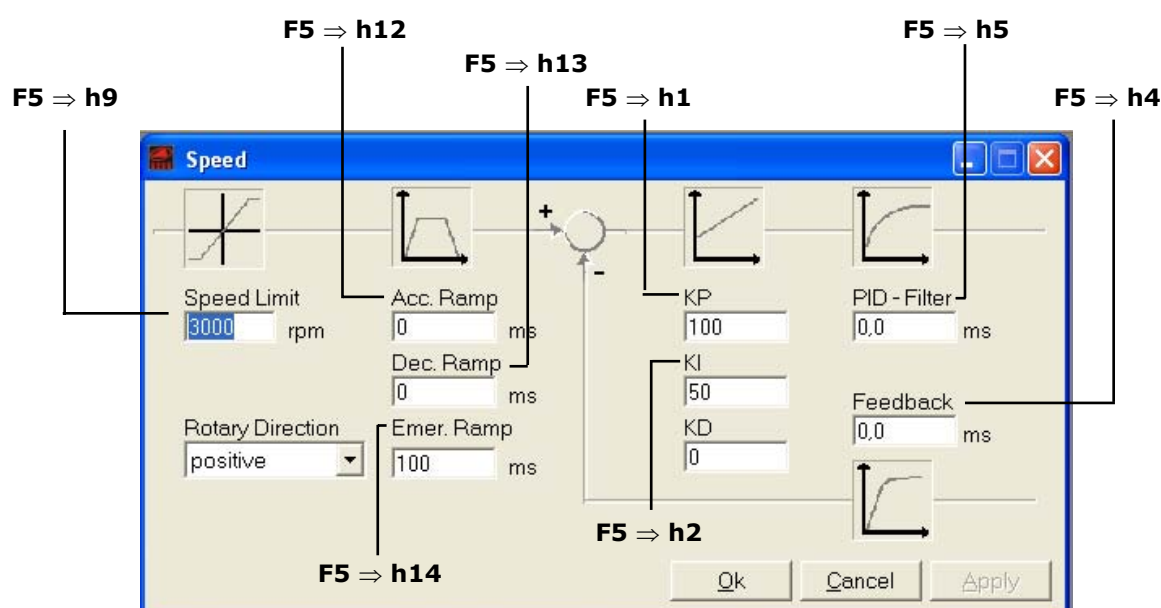 F5 ⇒ h12
F5 ⇒ h5
F5 ⇒ h13
F5 ⇒ h9
F5 ⇒ h1
F5 ⇒ h4
Speed
+
-
Speed Limit
3000 rpm
Acc. Ramp
0 ms
Dec. Ramp
0 ms
Rotary Direction
positive
Emer. Ramp
100 ms
KP
100
KI
50
KD
0
PID - Filter
0,0 ms
Feedback
0,0 ms
F5 ⇒ h2
F5 ⇒ h14
Ok
Cancel
Apply